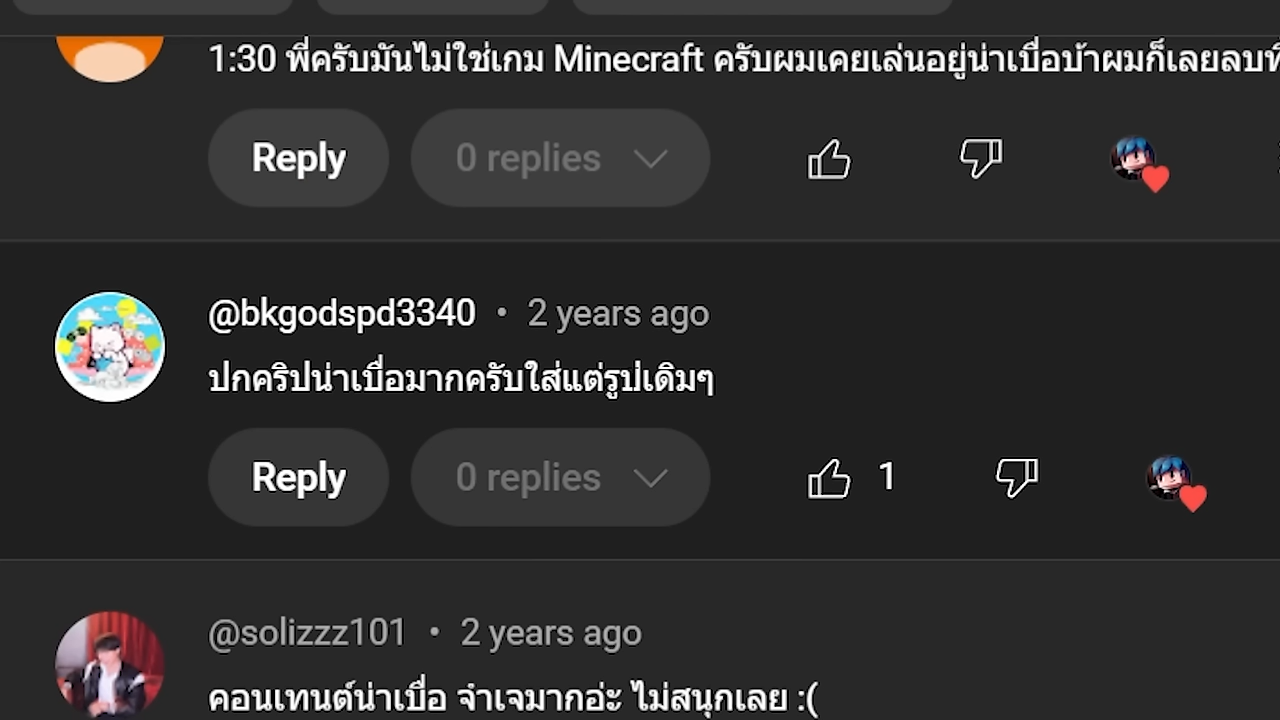 1:30 พี่ครับมันไม่ใช่เกม Minecraft ครับผมเคยเล่นอยู่น่าเบื่อบ้าผมก็เลยลบ
Reply 0 replies
@bkgodspd3340 • 2 years ago
ปกคริปน่าเบื่อมากครับใส่แต่รูปเดิมๆ
Reply 0 replies 1
@solizzz101 • 2 years ago
คอนเทนต์น่าเบื่อ จำเจมากอ่ะ ไม่สนุกเลย :(